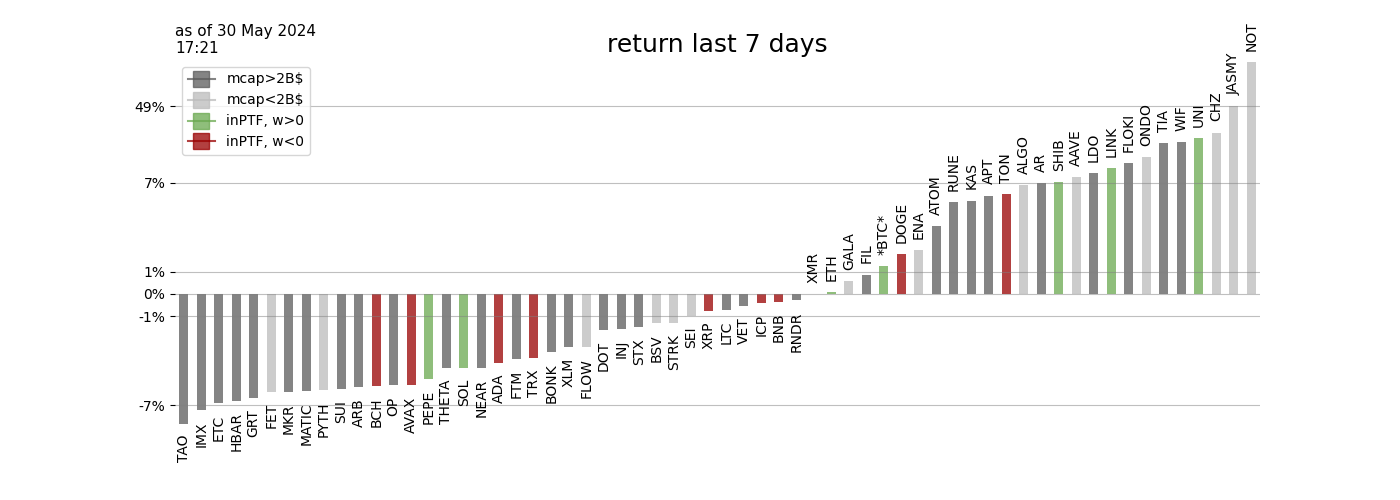 as of 30 May 2024
17:21
return last 7 days
mcap>2B$
mcap<2B$
inPTF, w>0
inPTF, w<0
49%
7%
1%
0%
-1%
-7%
TAO
IMX
ETC
HBAR
GRT
FET
MKR
MATIC
PYTH
SUI
ARB
BCH
OP
AVAX
PEPE
THETA
SOL
NEAR
ADA
FTM
TRX
BONK
XLM
FLOW
DOT
INJ
STX
BSV
STRK
SEI
XRP
LTC
VET
ICP
BNB
RNDR
XMR
ETH
GALA
FIL
*BTC*
DOGE
ENA
ATOM
RUNE
KAS
APT
TON
ALGO
AR
SHIB
AAVE
LDO
LINK
FLOKI
ONDO
TIA
WIF
UNI
CHZ
JASMY
NOT